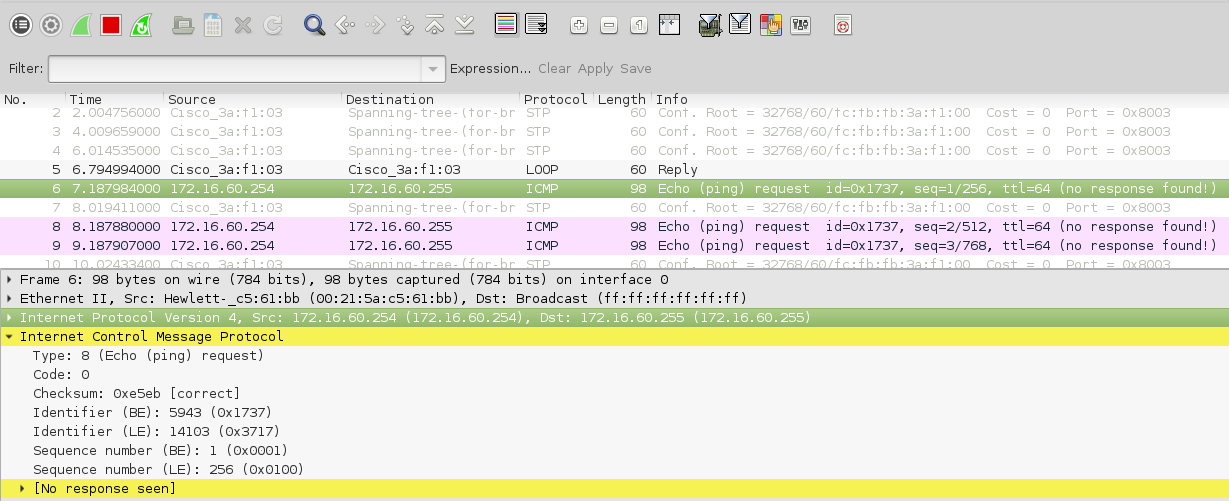 Filter: Expression... Clear Apply Save
No. Time Source Destination Protocol Length Info
2 2.004756000 Cisco_3a:f1:03 Spanning-tree-(for-br STP 60 Conf. Root = 32768/60/fc:fb:fb:3a:f1:00 Cost = 0 Port = 0x8003
3 4.009659000 Cisco_3a:f1:03 Spanning-tree-(for-br STP 60 Conf. Root = 32768/60/fc:fb:fb:3a:f1:00 Cost = 0 Port = 0x8003
4 6.014535000 Cisco_3a:f1:03 Spanning-tree-(for-br STP 60 Conf. Root = 32768/60/fc:fb:fb:3a:f1:00 Cost = 0 Port = 0x8003
5 6.794994000 Cisco_3a:f1:03 Cisco_3a:f1:03 LOOP 60 Reply
6 7.187984000 172.16.60.254 172.16.60.255 ICMP 98 Echo (ping) request id=0x1737, seq=1/256, ttl=64 (no response found!)
7 8.019411000 Cisco_3a:f1:03 Spanning-tree-(for-br STP 60 Conf. Root = 32768/60/fc:fb:fb:3a:f1:00 Cost = 0 Port = 0x8003
8 8.187880000 172.16.60.254 172.16.60.255 ICMP 98 Echo (ping) request id=0x1737, seq=2/512, ttl=64 (no response found!)
9 9.187907000 172.16.60.254 172.16.60.255 ICMP 98 Echo (ping) request id=0x1737, seq=3/768, ttl=64 (no response found!)
10 10.02433400 Cisco_3a:f1:03 Spanning-tree-(for-br STP 60 Conf. Root = 32768/60/fc:fb:fb:3a:f1:00 Cost = 0 Port = 0x8003
Frame 6: 98 bytes on wire (784 bits), 98 bytes captured (784 bits) on interface 0
Ethernet II, Src: Hewlett-_c5:61:bb (00:21:5a:c5:61:bb), Dst: Broadcast (ff:ff:ff:ff:ff:ff)
Internet Protocol Version 4, Src: 172.16.60.254 (172.16.60.254), Dst: 172.16.60.255 (172.16.60.255)
Internet Control Message Protocol
Type: 8 (Echo (ping) request)
Code: 0
Checksum: 0xe5eb [correct]
Identifier (BE): 5943 (0x1737)
Identifier (LE): 14103 (0x3717)
Sequence number (BE): 1 (0x0001)
Sequence number (LE): 256 (0x0100)
[No response seen]